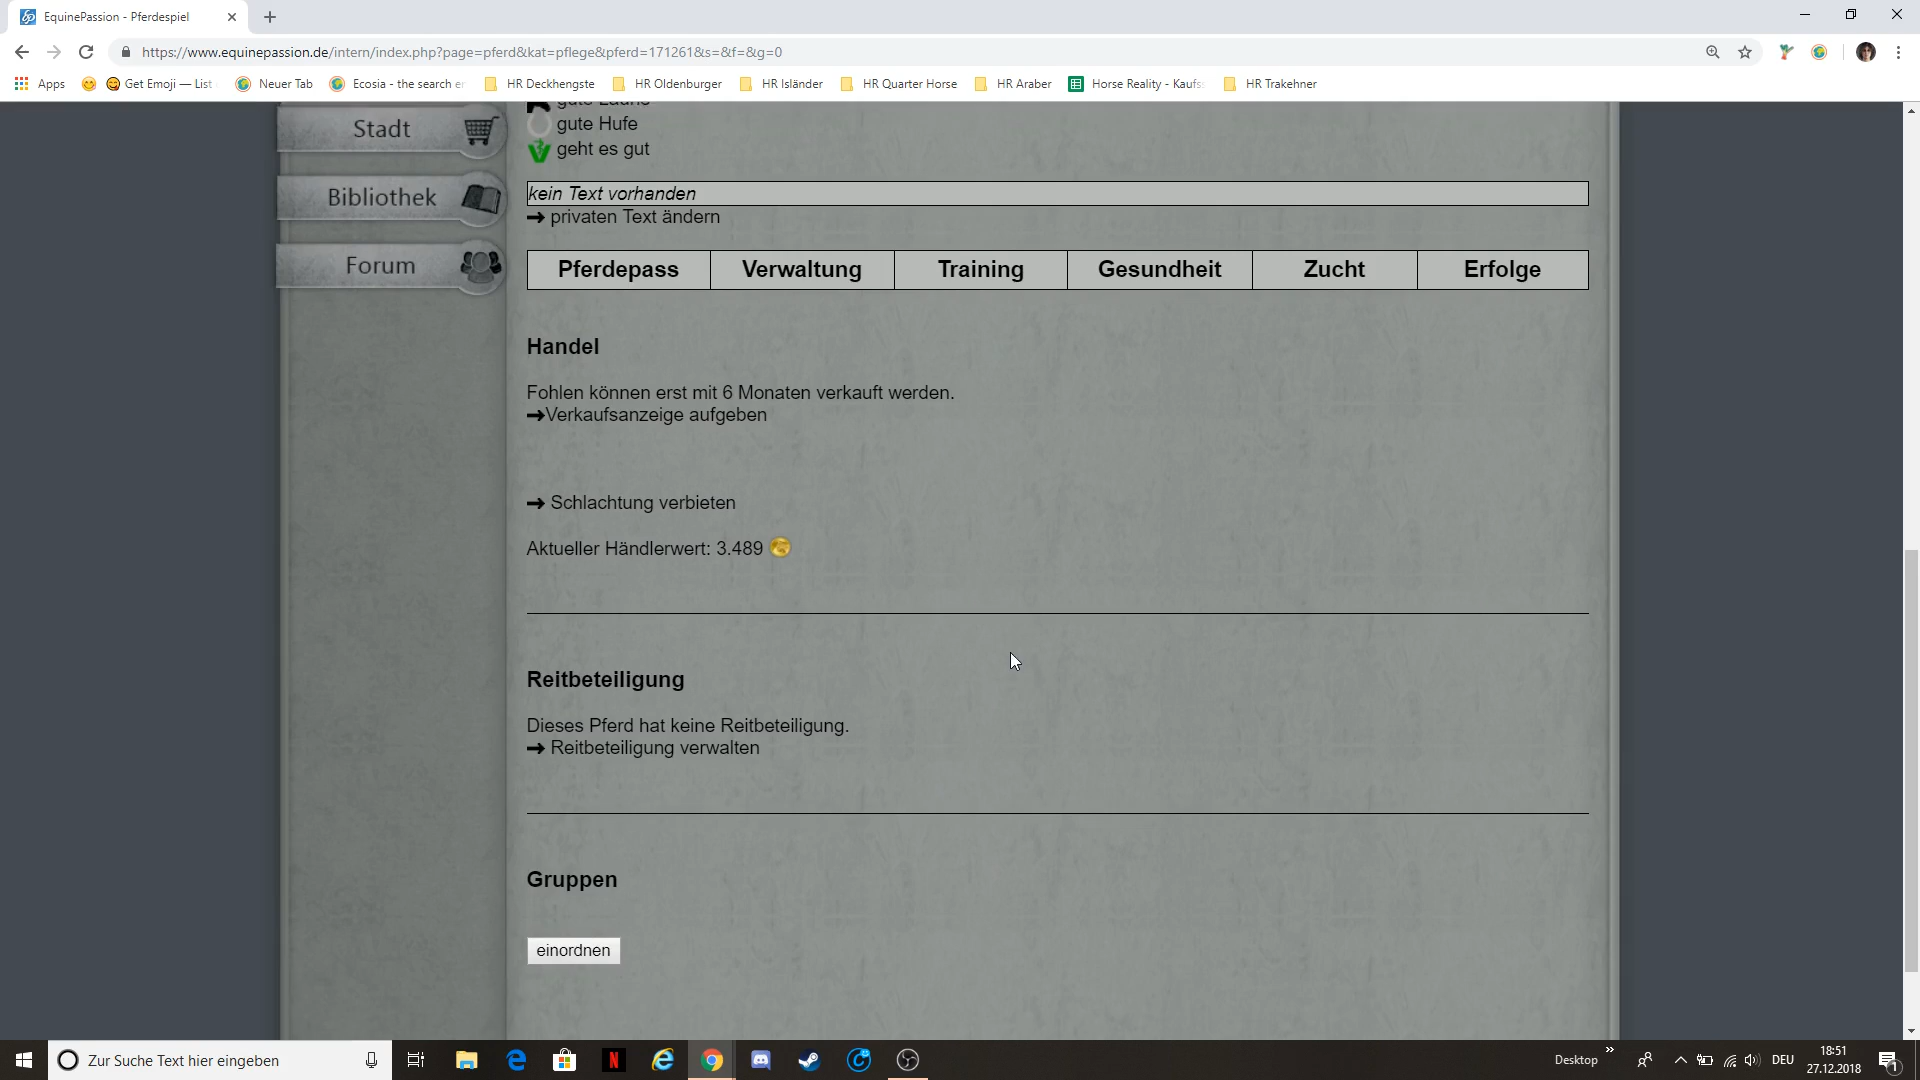 EquinePassion - Pferdespiel
https://www.equinepassion.de/intern/index.php?page=pferd&kat=pflege&pferd=171261&s=&f=&g=0
Apps
Get Emoji — List
Neuer Tab
Ecosia - the search
HR Deckhengste
HR Oldenburger
HR Isländer
HR Quarter Horse
HR Araber
Horse Reality - Kaufs
HR Trakehner
Stadt
Bibliothek
Forum
gute Laune
gute Hufe
geht es gut
kein Text vorhanden
➞ privaten Text ändern
Pferdepass Verwaltung Training Gesundheit Zucht Erfolge
Handel
Fohlen können erst mit 6 Monaten verkauft werden.
➞Verkaufsanzeige aufgeben
➞ Schlachtung verbieten
Aktueller Händlerwert: 3.489
Reitbeteiligung
Dieses Pferd hat keine Reitbeteiligung.
➞ Reitbeteiligung verwalten
Gruppen
einordnen
Zur Suche Text hier eingeben
Desktop
DEU
18:51
27.12.2018
1